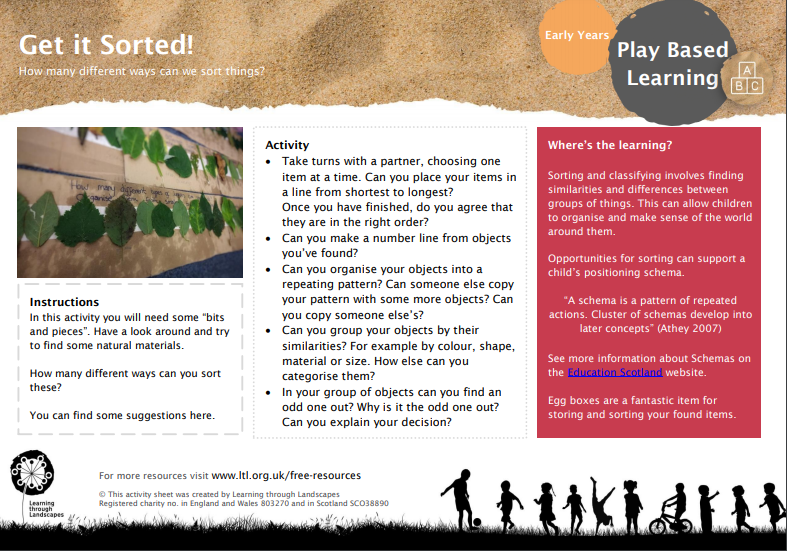 Get it Sorted!
How many different ways can we sort things?
Early Years
Play Based
Learning
A
B C
How many different
organise
Instructions
In this activity you will need some “bits
and pieces”. Have a look around and try
to find some natural materials.
How many different ways can you sort
these?
You can find some suggestions here.
Activity
• Take turns with a partner, choosing one
item at a time. Can you place your items in
a line from shortest to longest?
Once you have finished, do you agree that
they are in the right order?
• Can you make a number line from objects
you’ve found?
• Can you organise your objects into a
repeating pattern? Can someone else copy
your pattern with some more objects? Can
you copy someone else’s?
• Can you group your objects by their
similarities? For example by colour, shape,
material or size. How else can you
categorise them?
• In your group of objects can you find an
odd one out? Why is it the odd one out?
Can you explain your decision?
Where’s the learning?
Sorting and classifying involves finding
similarities and differences between
groups of things. This can allow children
to organise and make sense of the world
around them.
Opportunities for sorting can support a
child’s positioning schema.
“A schema is a pattern of repeated
actions. Cluster of schemas develop into
later concepts” (Athey 2007)
See more information about Schemas on
the Education Scotland website.
Egg boxes are a fantastic item for
storing and sorting your found items.
Learning
through
Landscapes
For more resources visit www.ltl.org.uk/free-resources
© This activity sheet was created by Learning through Landscapes
Registered charity no. in England and Wales 803270 and in Scotland SCO38890